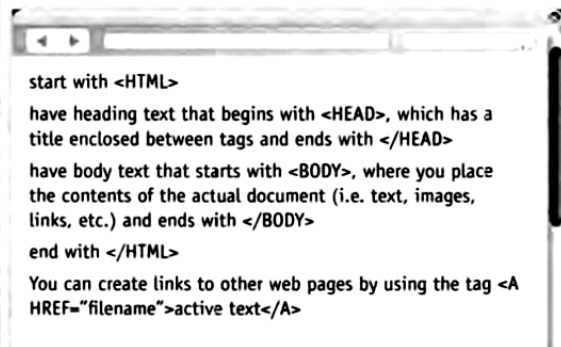 start with <HTML>
have heading text that begins with <HEAD>, which has a
title enclosed between tags and ends with </HEAD>
have body text that starts with <BODY>, where you place
the contents of the actual document (i.e. text, images,
links, etc.) and ends with </BODY>
end with </HTML>
You can create links to other web pages by using the tag <A
HREF="filename">active text</A>